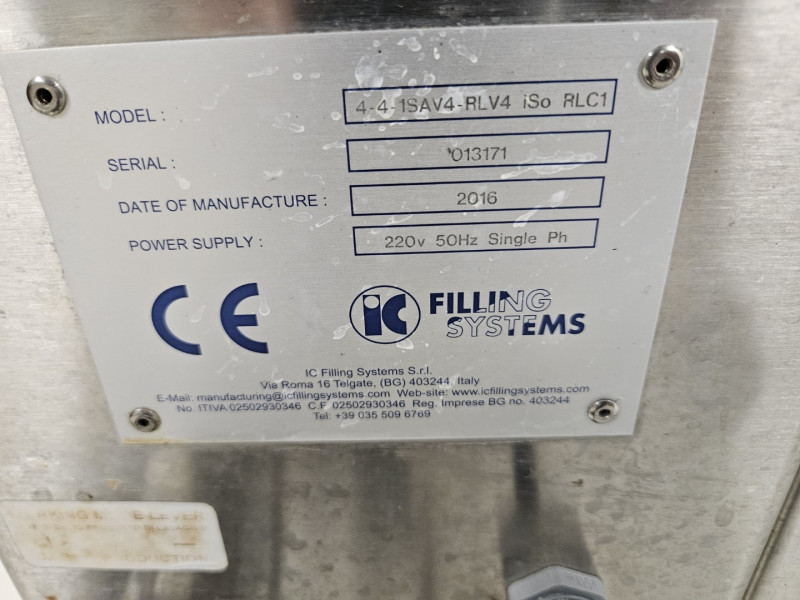 MODEL : 4-4-1SAV4-RLV4 iSo RLC1
SERIAL : 013171
DATE OF MANUFACTURE : 2016
POWER SUPPLY : 220v 50Hz Single Ph
CE iC FILLING
SYSTEMS
IC Filling Systems S.r.l.
Via Roma 16 Telgate, (BG) 403244, Italy
E-Mail: manufacturing@icfillingsystems.com Web-site: www.icfillingsystems.com
No. ITIVA 02502930346 C.F. 02502930346 Reg. Imprese BG no. 403244
Tel: +39 035 509 6769